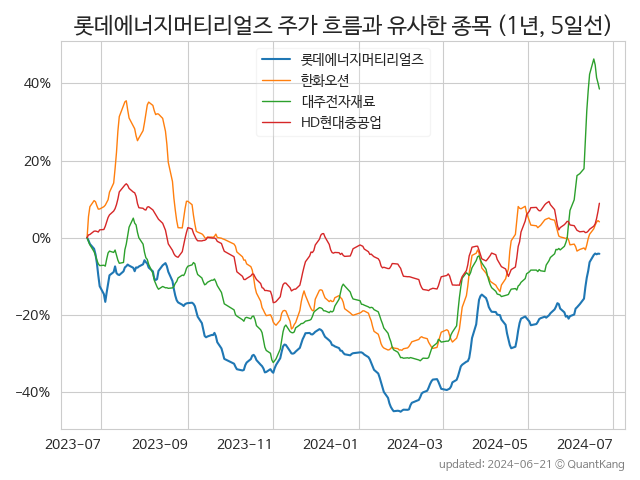 롯데에너지머티리얼즈 주가 흐름과 유사한 종목 (1년, 5일선)
롯데에너지머티리얼즈
한화오션
대주전자재료
HD현대중공업
40%
20%
0%
−20%
−40%
2023-07 2023-09 2023-11 2024-01 2024-03 2024-05 2024-07
updated: 2024-06-21 © QuantKang